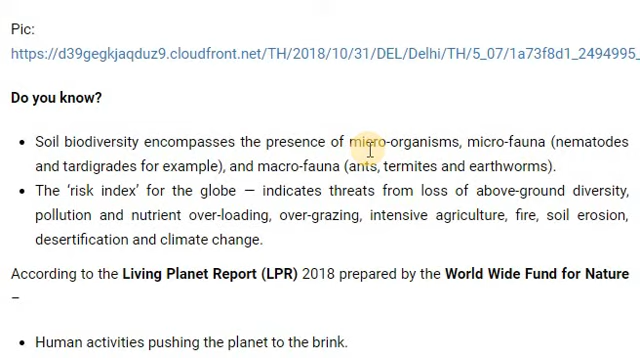 Pic:
https://d39gegkjaqduz9.cloudfront.net/TH/2018/10/31/DEL/Delhi/TH/5_07/1a73f8d1_2494995_
Do you know?
• Soil biodiversity encompasses the presence of micro-organisms, micro-fauna (nematodes
and tardigrades for example), and macro-fauna (ants, termites and earthworms).
• The ‘risk index’ for the globe — indicates threats from loss of above-ground diversity,
pollution and nutrient over-loading, over-grazing, intensive agriculture, fire, soil erosion,
desertification and climate change.
According to the Living Planet Report (LPR) 2018 prepared by the World Wide Fund for Nature
–
• Human activities pushing the planet to the brink.